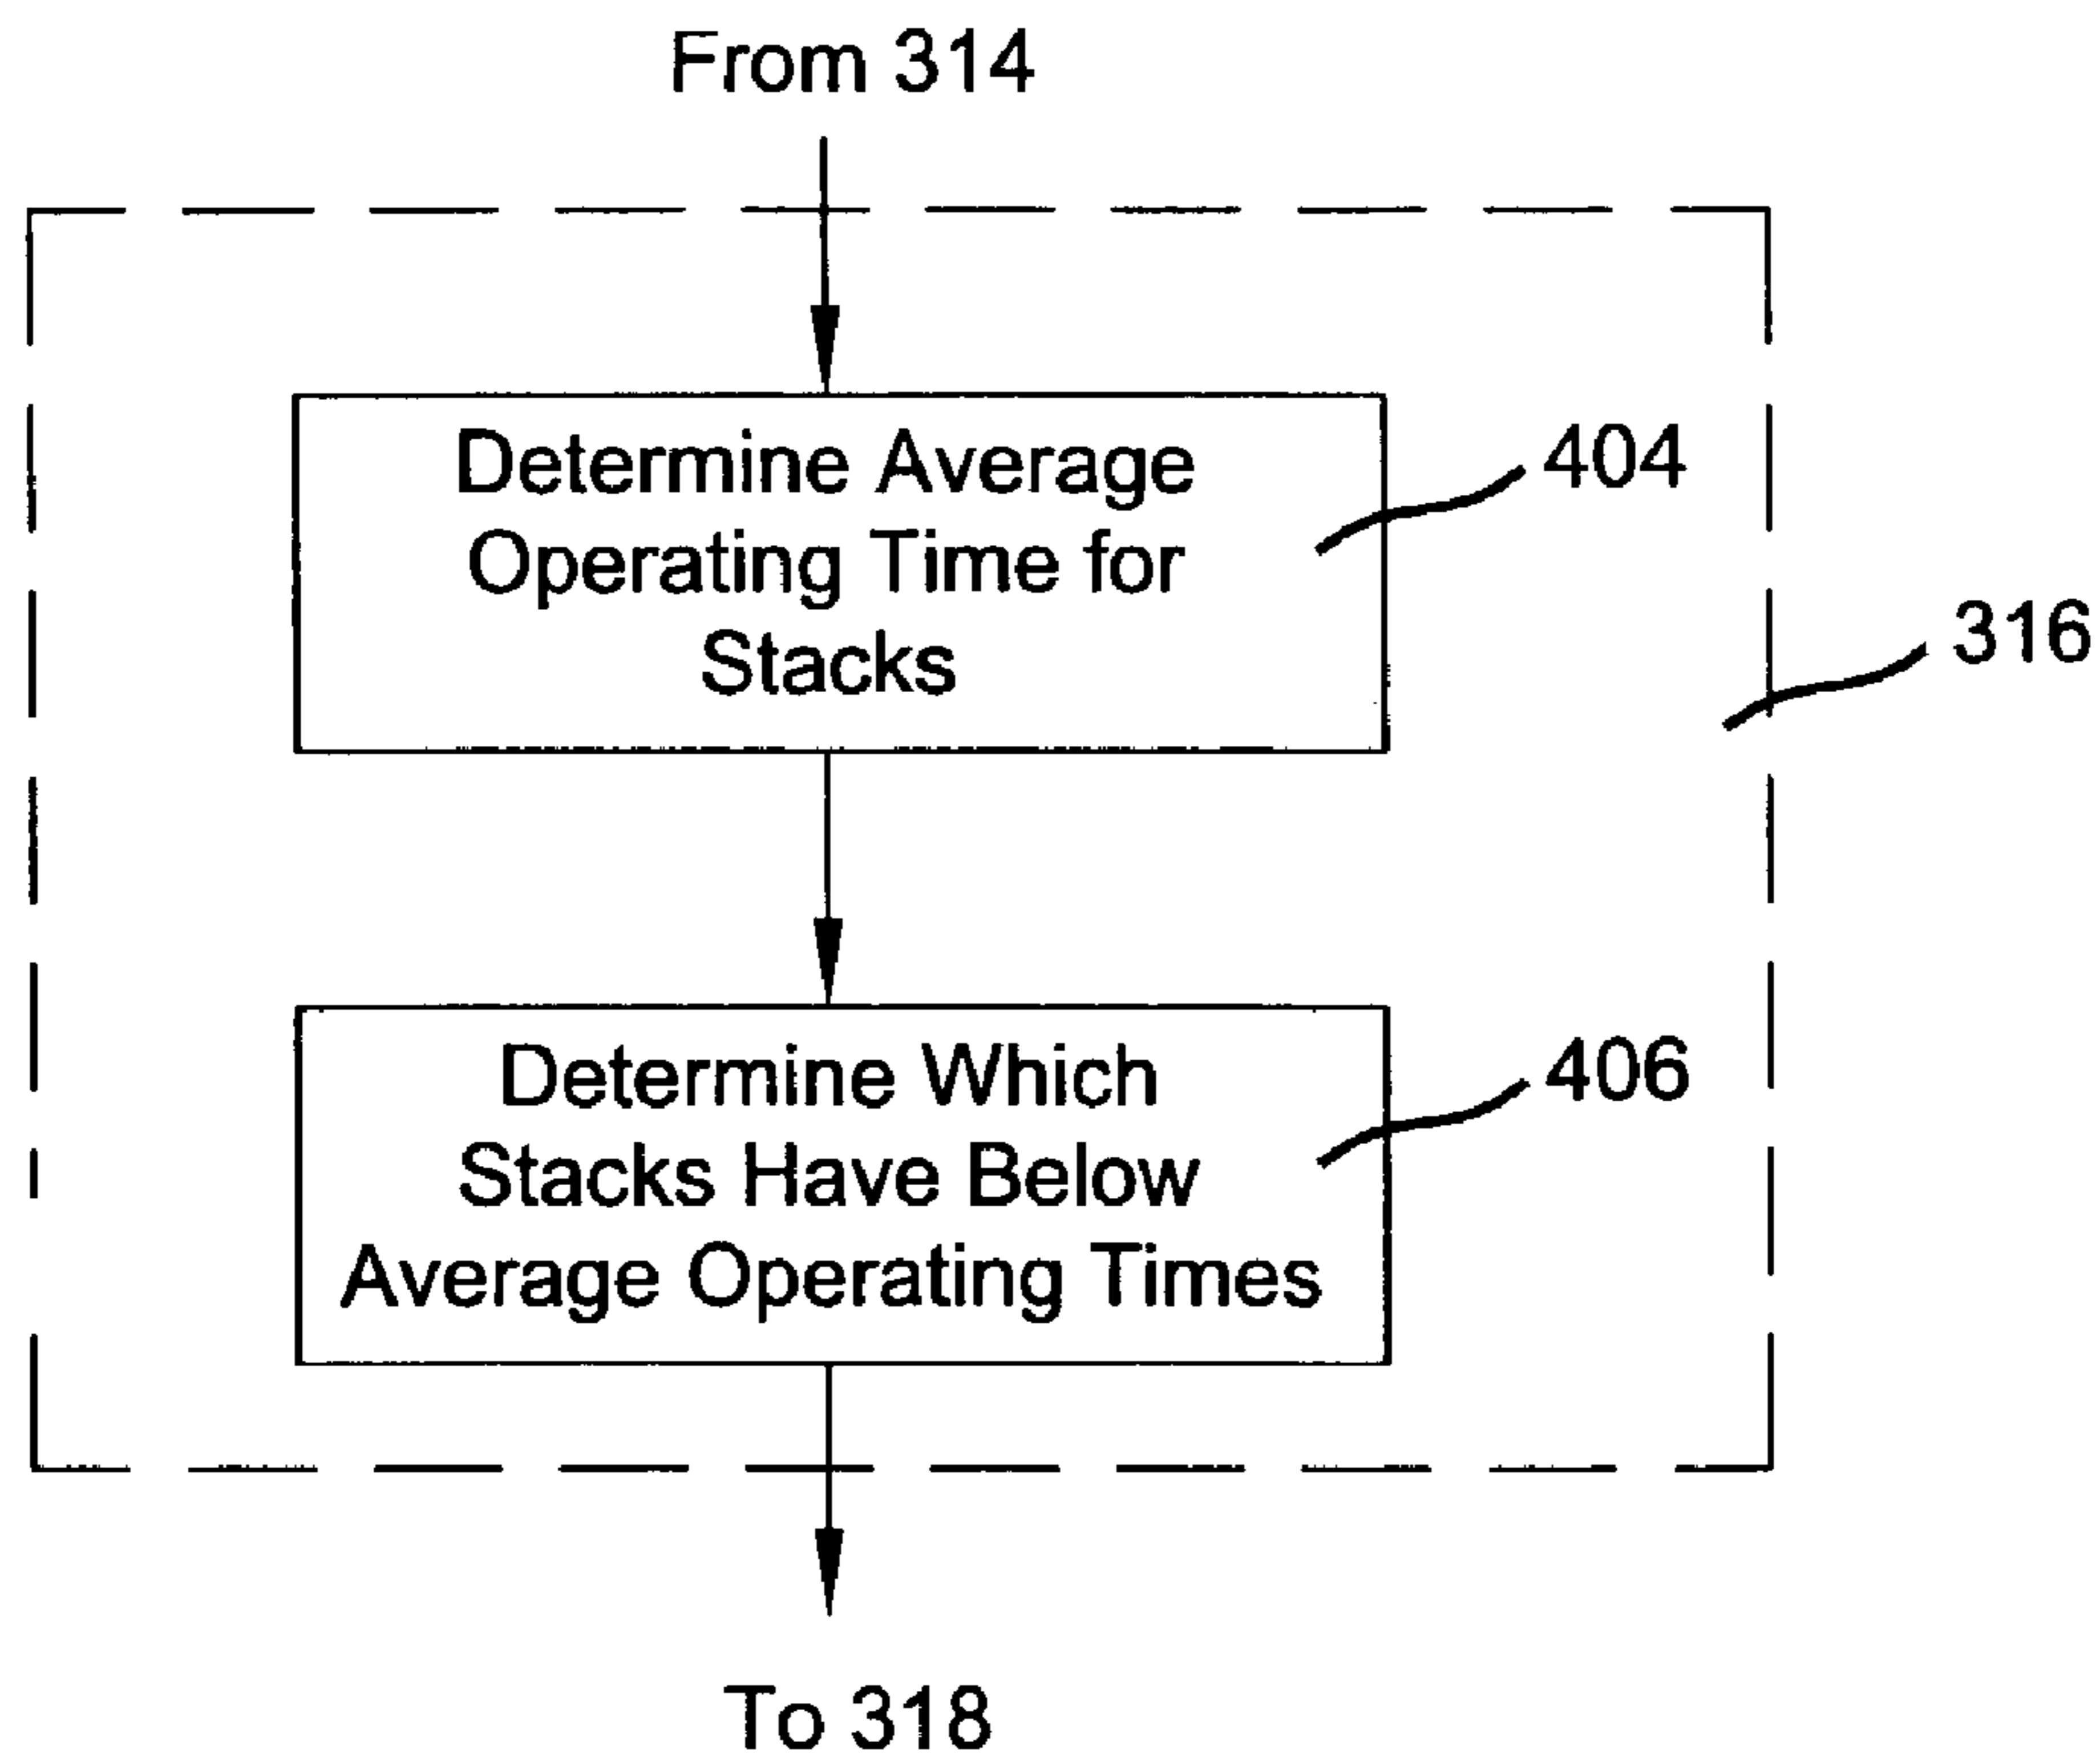 From 314
Determine Average
Operating Time for
Stacks
404
316
Determine Which
Stacks Have Below
Average Operating Times
406
To 318